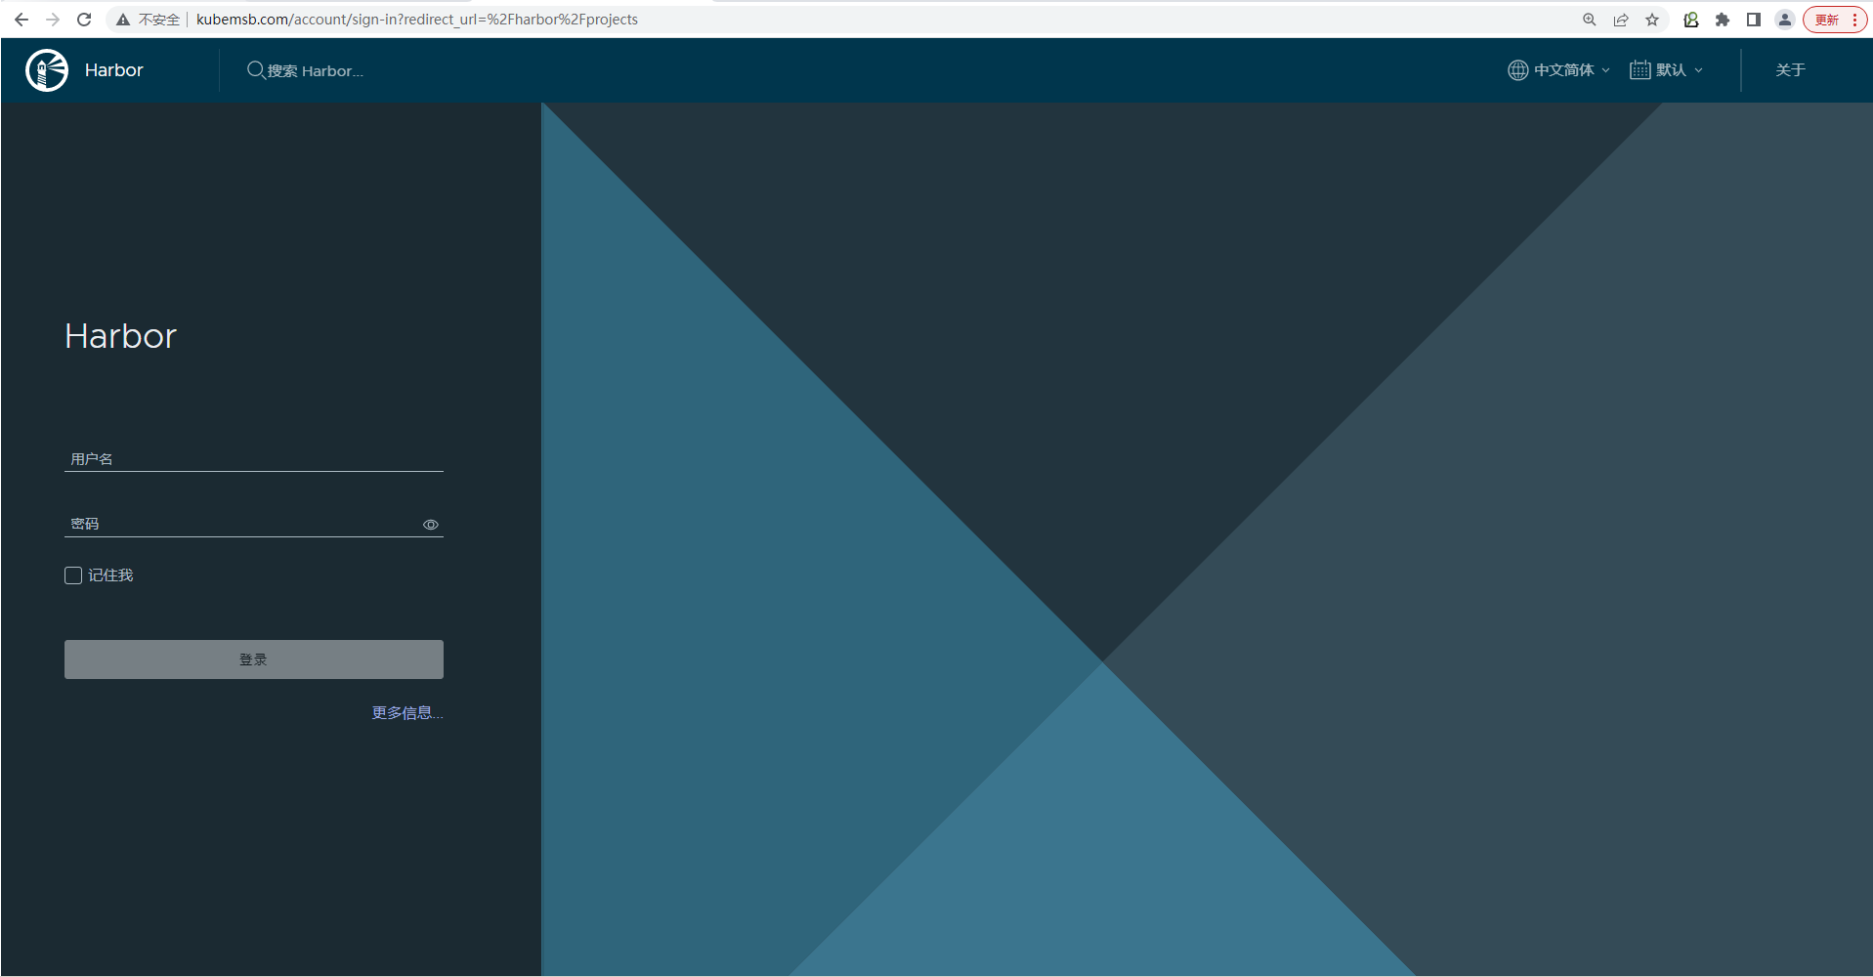 不安全 kubemsb.com/account/sign-in?redirect_url=%2Fharbor%2Fprojects 更新
Harbor 搜索 Harbor... 中文简体 默认 关于
Harbor
用户名
密码
记住我
登录
更多信息...